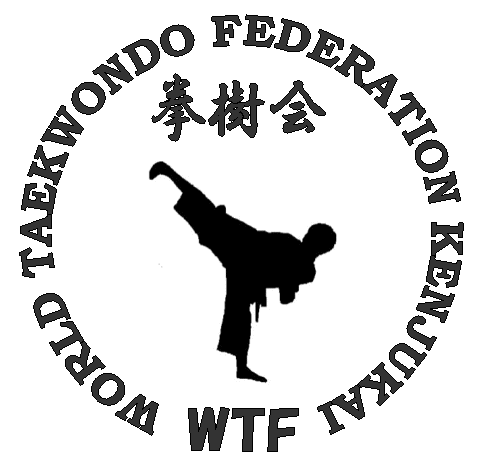 WORLD TAEKWONDO FEDERATION KENJUKAI
拳樹会
WTF